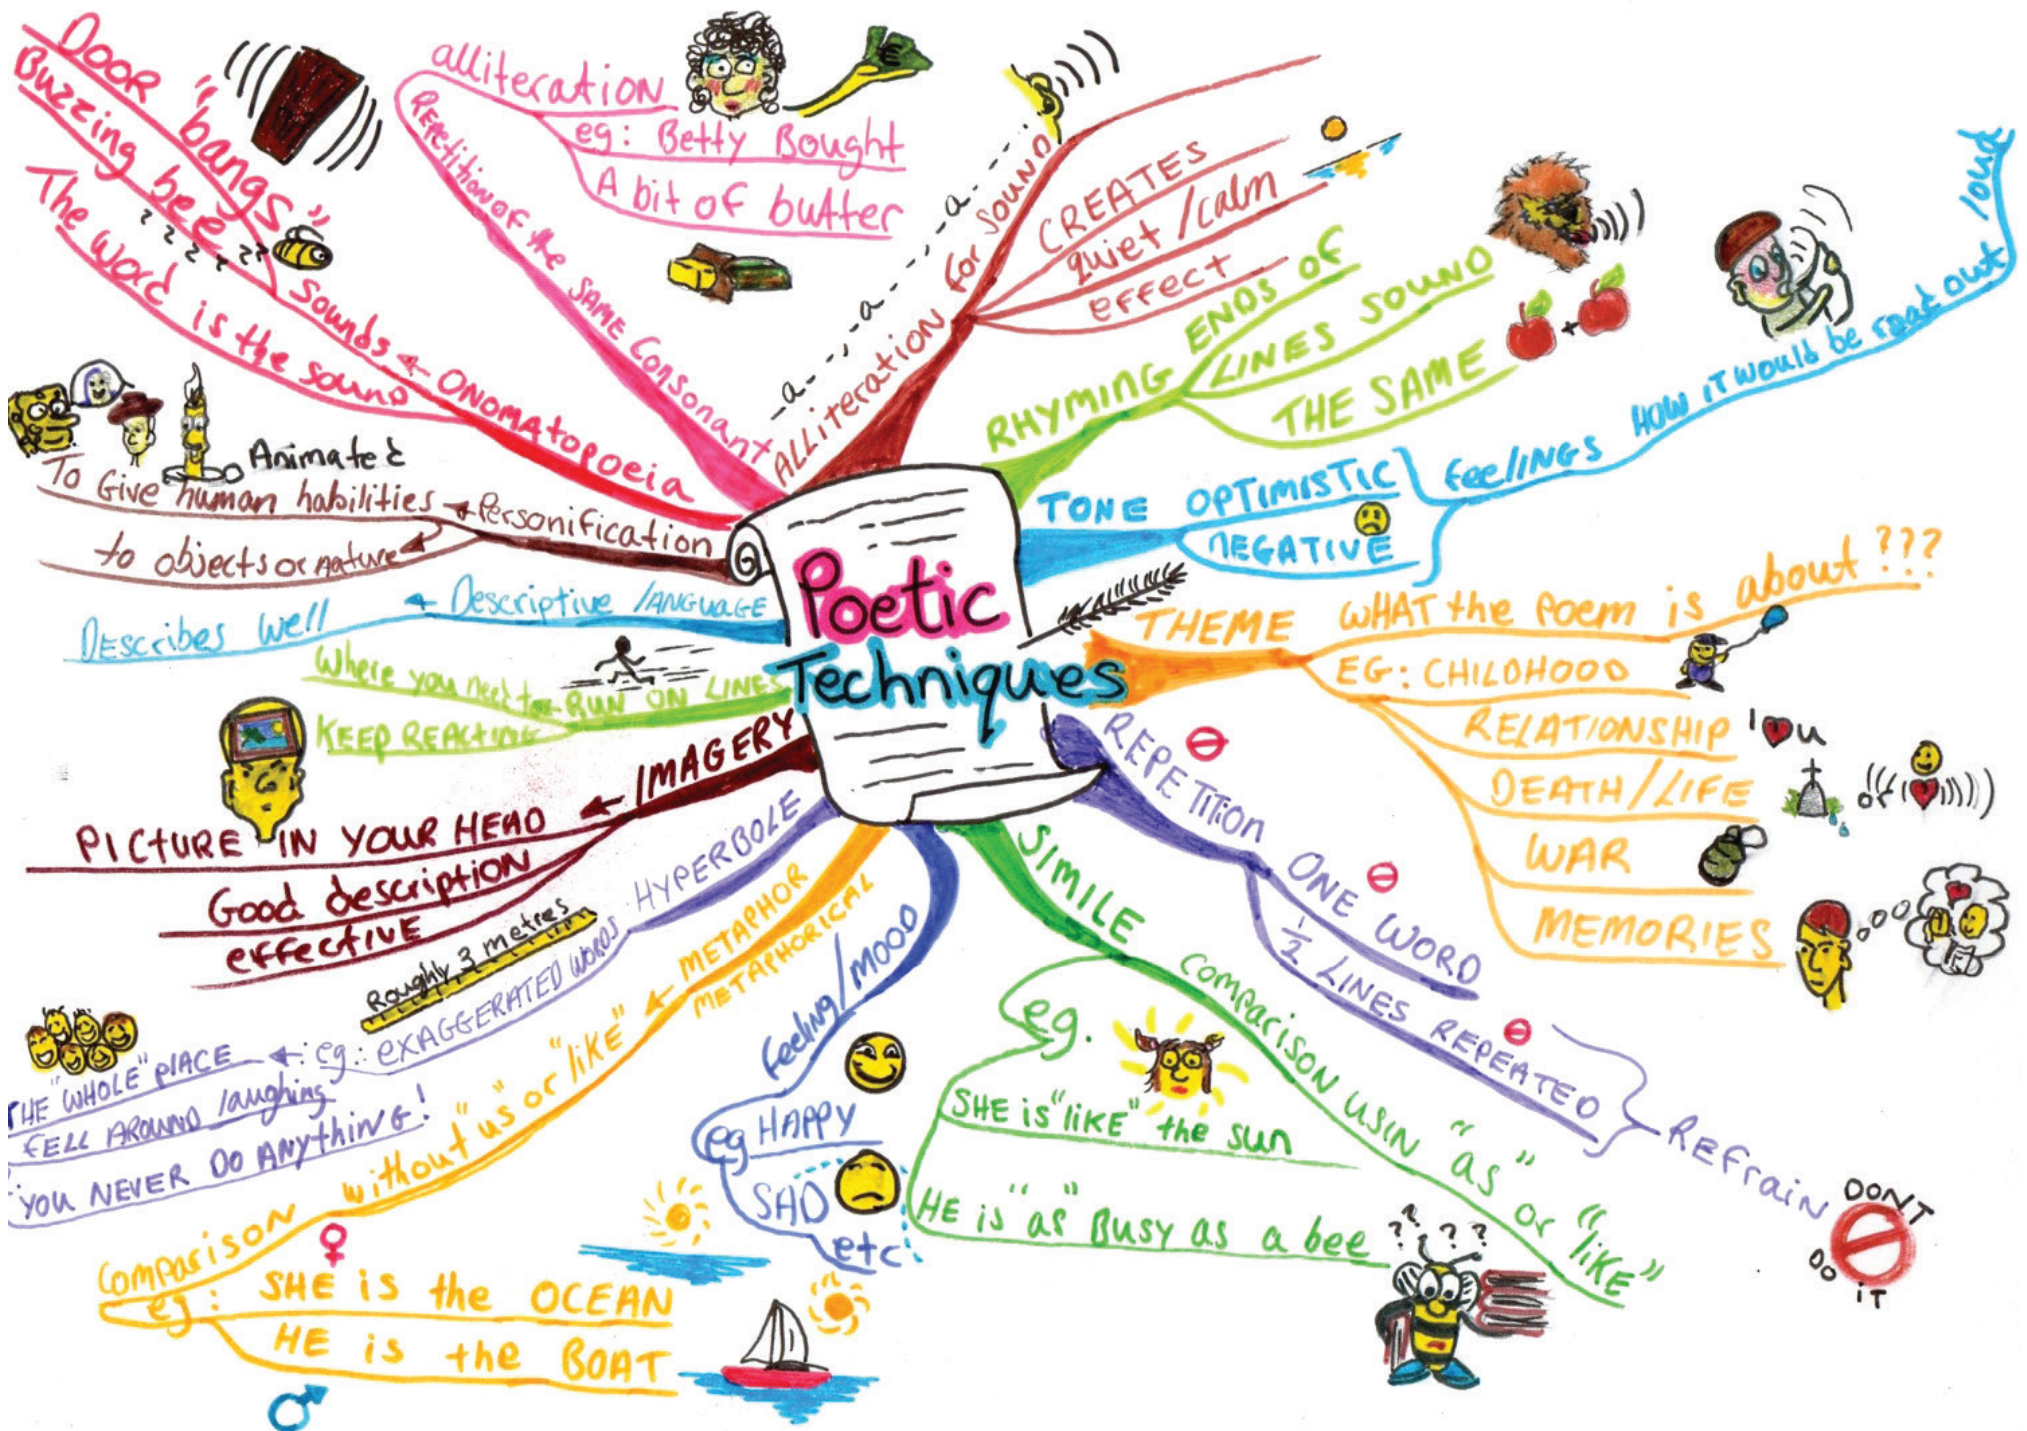 Poetic
Techniques
ALLiteration For Sound
-a- - - -a- - - - -a- - -
CREATES
quiet/calm
effect
RHYMING
ENDS OF
LINES SOUND
THE SAME
+
TONE
OPTIMISTIC
NEGATIVE
feelINGS
HOW iT Would be read out loud
THEME
WHAT the Poem is about???
EG: CHILDHOOD
RELATIONSHIP
I ♥ u
DEATH/LIFE
or
WAR
MEMORIES
REPETITION
ONE WORD
½ LINES REPEATED
REFrain
DON'T
DO iT
SIMILE
comparison usin "as" or "liKE"
eg.
SHE is "liKE" the sun
HE is "as" Busy as a bee
? ? ? ?
Feeling/MOOD
eg HAPPY
SAD
etc
METAPHOR
METAPHORICAL
Comparison without "us" or "liKE"
eg:
SHE is the OCEAN
HE is the BOAT
HYPERBOLE
EXAGGERATED WORDS
Roughly 3 metres
eg:
THE "WHOLE" PlACE
FELL AROUND laughing
YOU NEVER DO ANYthinG!
IMAGERY
PICTURE IN YOUR HEAD
Good description
effective
RUN ON LINES
Where you need to
KEEP REACTING
Descriptive lANGUAGE
DEscribes Well
Personification
To Give human habilities
to objects or nature
Animated
ONOMAtopoeia
Sounds
DOOR "bangs"
Buzzing bee
The Word is the sound
Repetition of the SAME Consonant
alliteration
eg: Betty Bought
A bit of butter
€